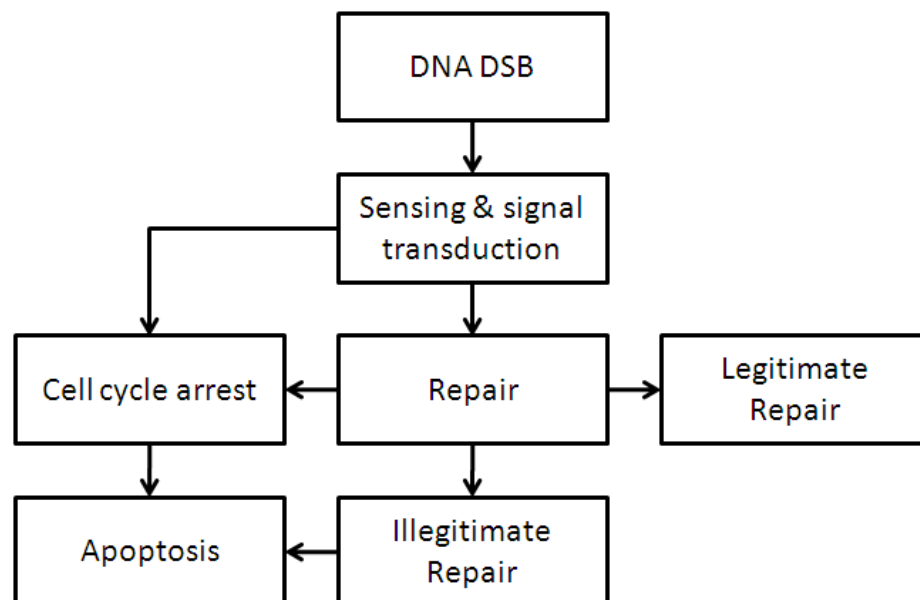 DNA DSB
Sensing & signal
transduction
Cell cycle arrest
Repair
Legitimate
Repair
Apoptosis
Illegitimate
Repair